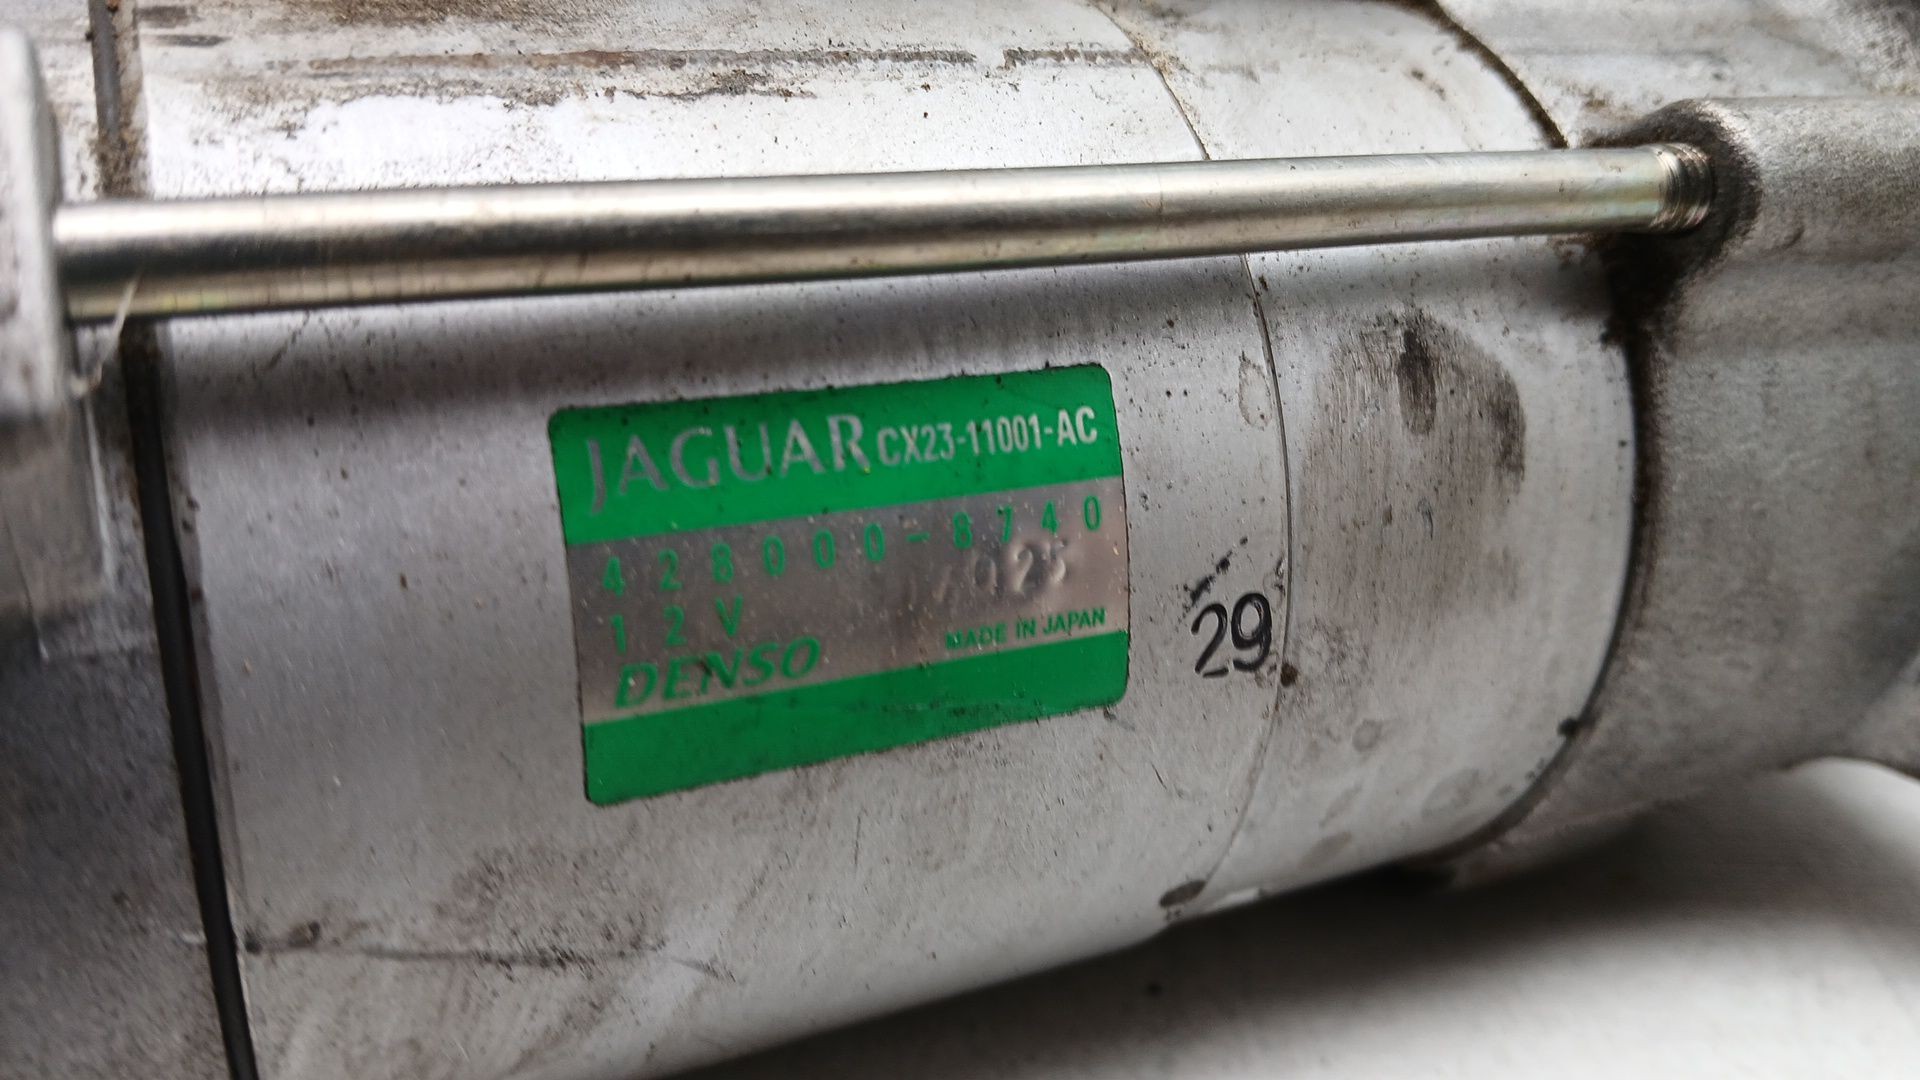 JAGUAR CX23-11001-AC
428000-8740
12V
DENSO MADE IN JAPAN
29